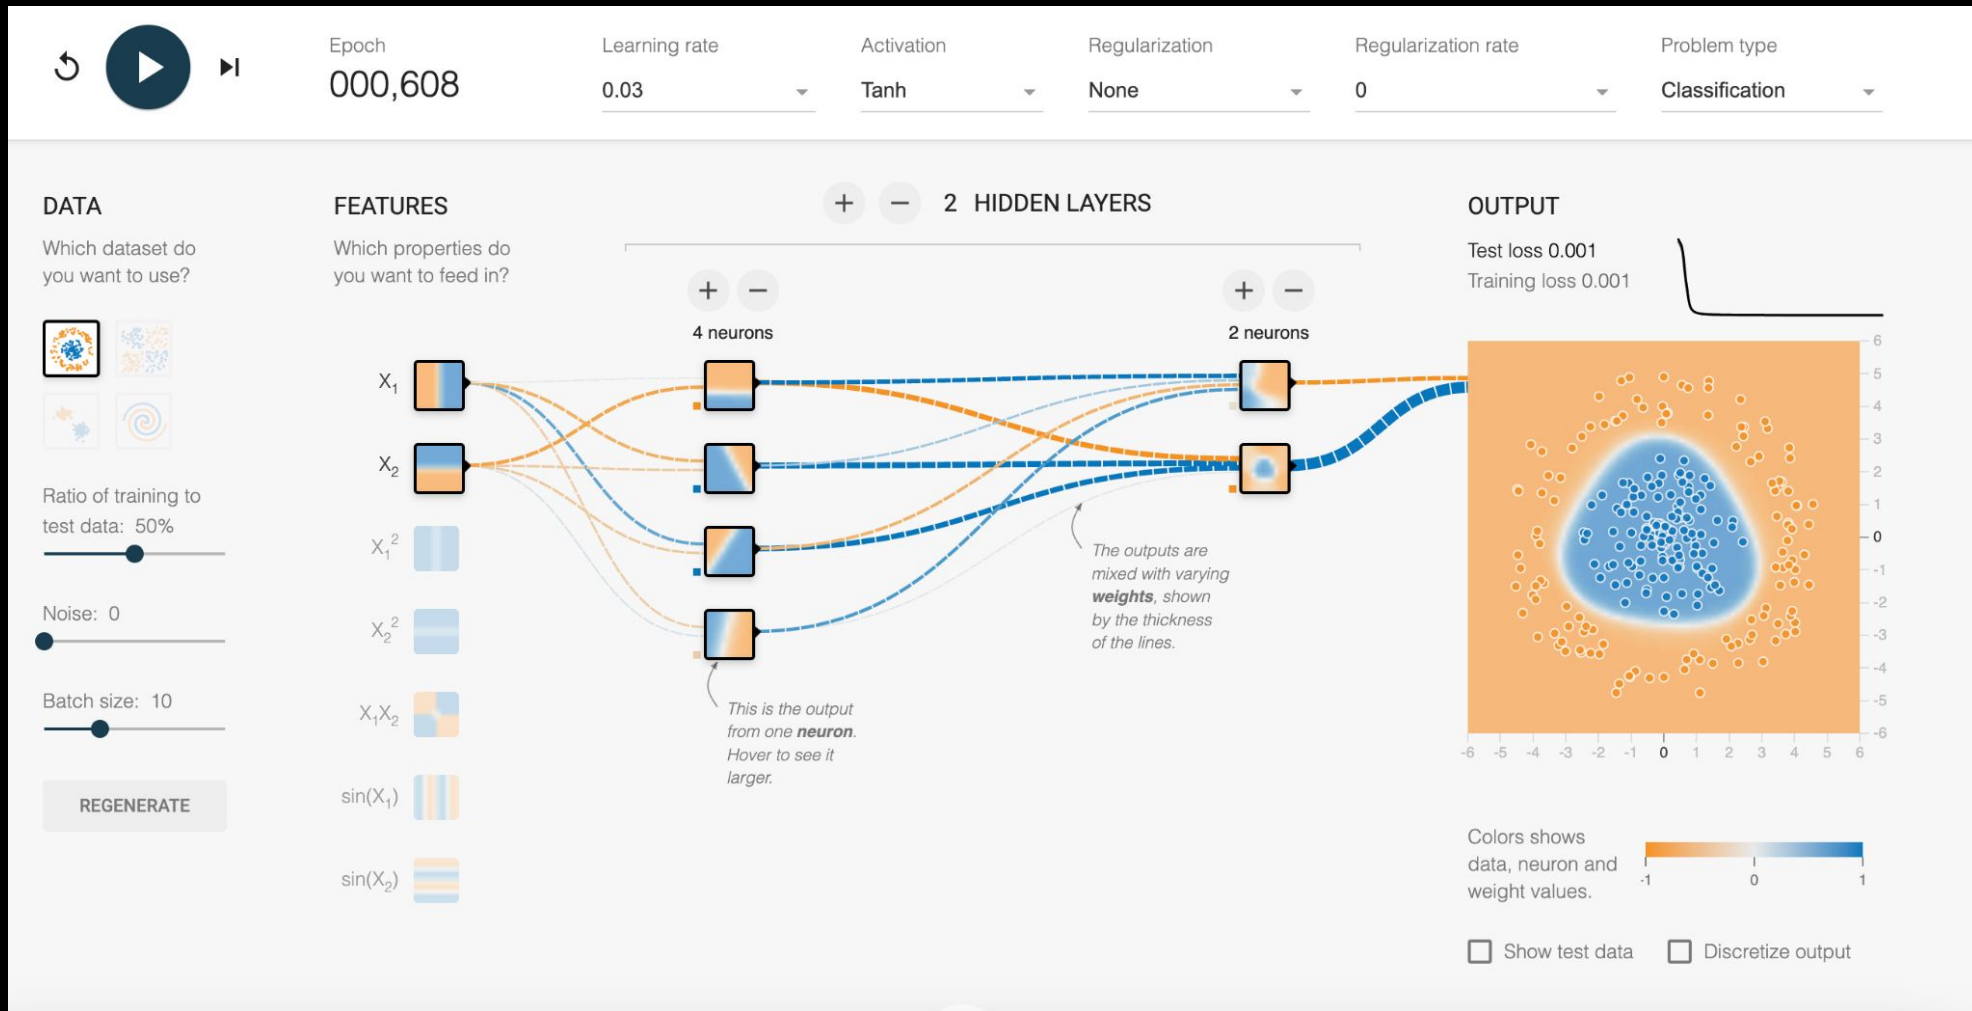 Epoch
000,608
Learning rate
0.03
Activation
Tanh
Regularization
None
Regularization rate
0
Problem type
Classification
DATA
Which dataset do
you want to use?
Ratio of training to
test data: 50%
Noise: 0
Batch size: 10
REGENERATE
FEATURES
Which properties do
you want to feed in?
X₁
X₂
X₁²
X₂²
X₁X₂
sin(X₁)
sin(X₂)
+ − 2 HIDDEN LAYERS
+ −
4 neurons
+ −
2 neurons
This is the output
from one neuron.
Hover to see it
larger.
The outputs are
mixed with varying
weights, shown
by the thickness
of the lines.
OUTPUT
Test loss 0.001
Training loss 0.001
6
5
4
3
2
1
0
-1
-2
-3
-4
-5
-6
-6 -5 -4 -3 -2 -1 0 1 2 3 4 5 6
Colors shows
data, neuron and
weight values.
-1 0 1
Show test data
Discretize output